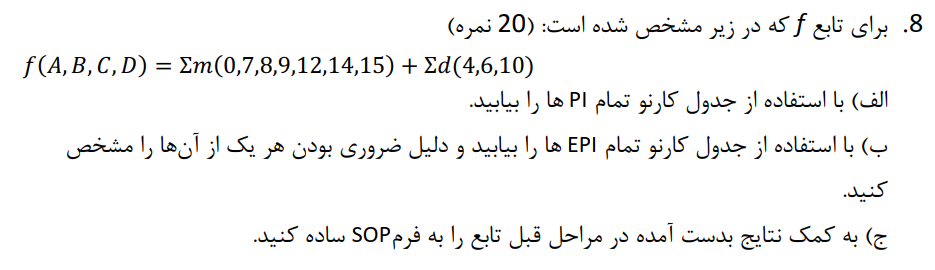 8. برای تابع f که در زیر مشخص شده است: (20 نمره)
f(A,B,C,D) = Σm(0,7,8,9,12,14,15) + Σd(4,6,10)
الف) با استفاده از جدول کارنو تمام PI ها را بیابید.
ب) با استفاده از جدول کارنو تمام EPI ها را بیابید و دلیل ضروری بودن هر یک از آن‌ها را مشخص
کنید.
ج) به کمک نتایج بدست آمده در مراحل قبل تابع را به فرم SOP ساده کنید.